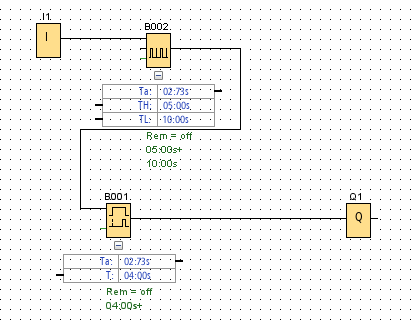 I1
I
B002
Ta: 02:73s
TH: 05:00s
TL: 10:00s
Rem = off
05:00s+
10:00s
B001
Q1
Q
Ta: 02:73s
T: 04:00s
Rem = off
04:00s+